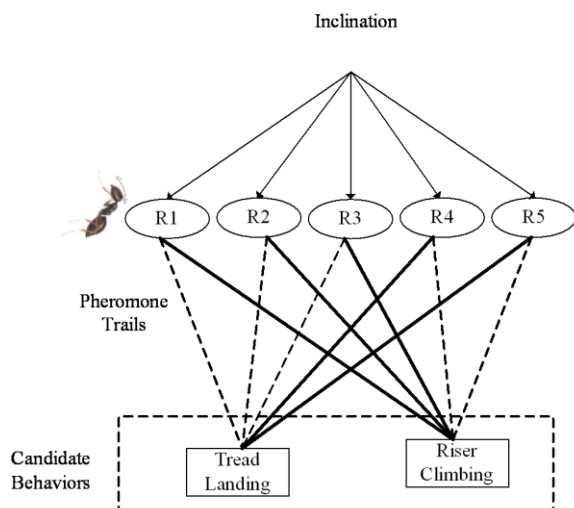 Inclination
R1
R2
R3
R4
R5
Pheromone
Trails
Candidate
Behaviors
Tread
Landing
Riser
Climbing